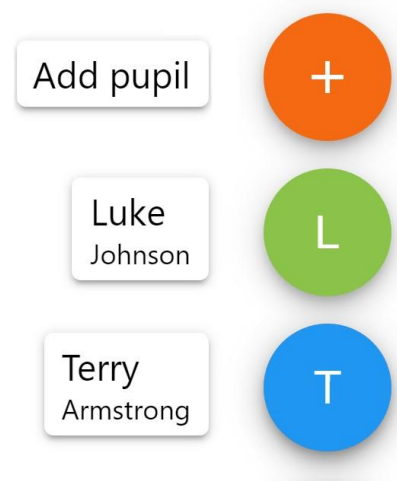 Add pupil +
Luke
Johnson
L
Terry
Armstrong
T